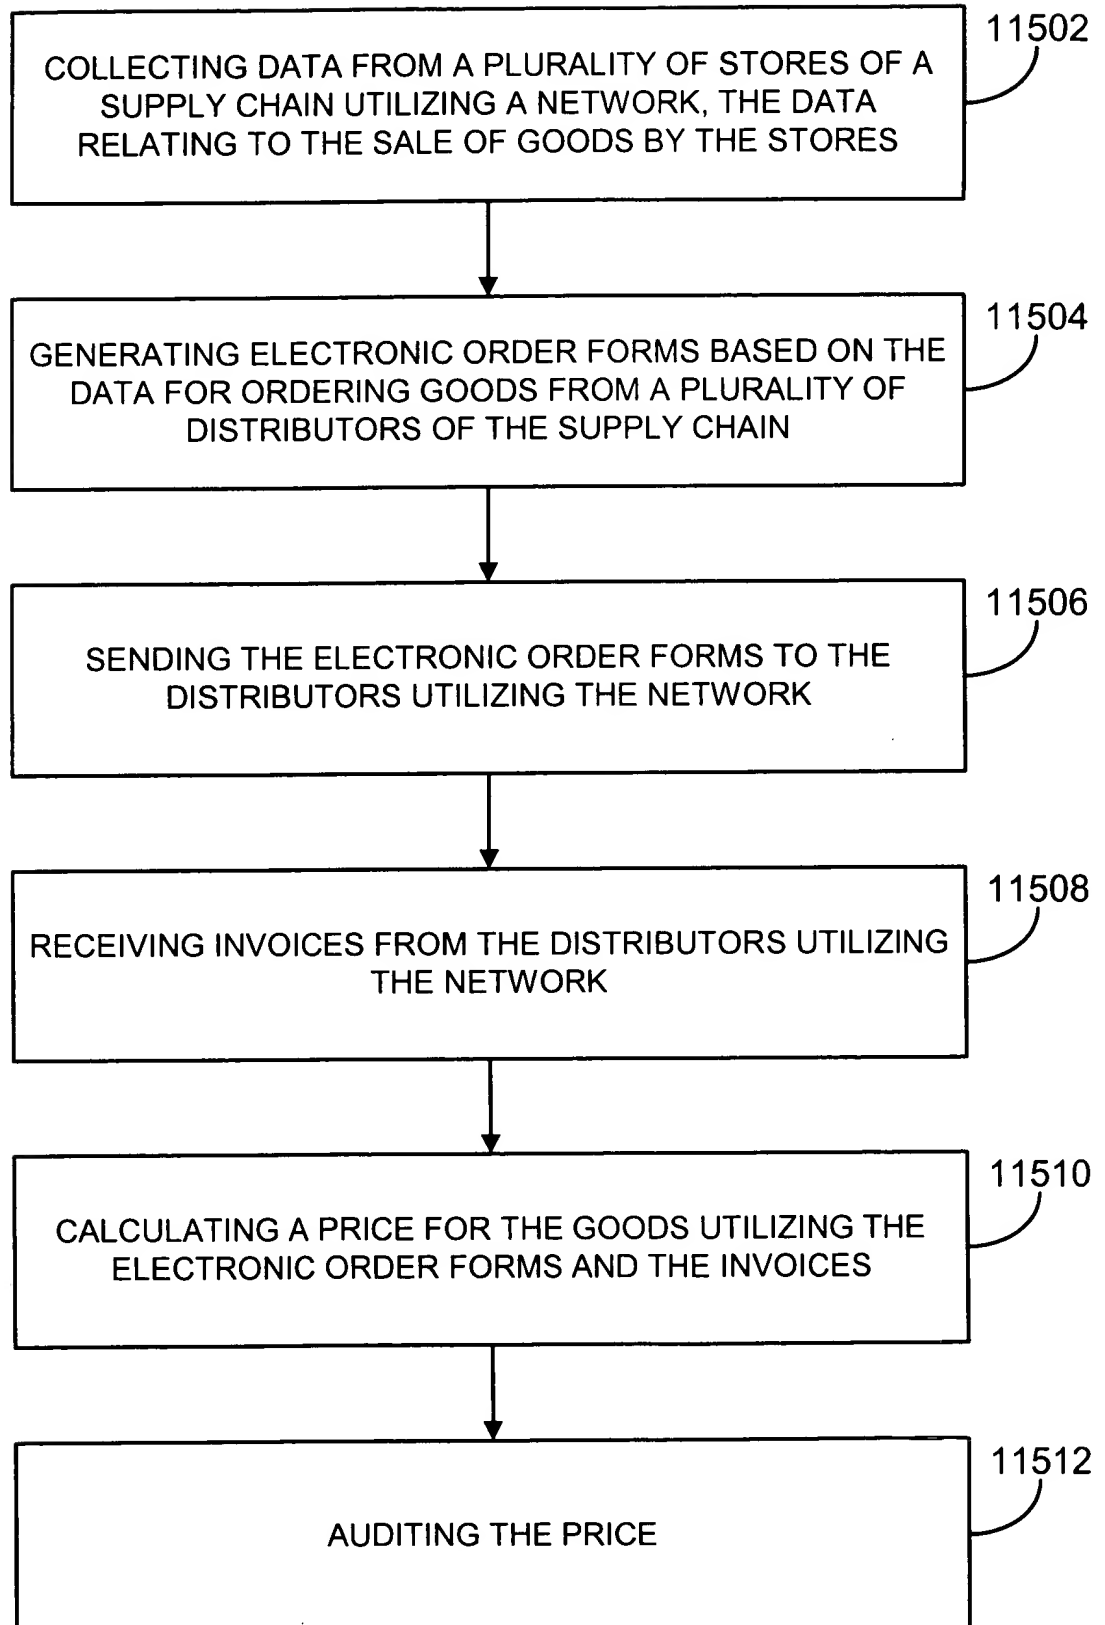 11502
COLLECTING DATA FROM A PLURALITY OF STORES OF A
SUPPLY CHAIN UTILIZING A NETWORK, THE DATA
RELATING TO THE SALE OF GOODS BY THE STORES
11504
GENERATING ELECTRONIC ORDER FORMS BASED ON THE
DATA FOR ORDERING GOODS FROM A PLURALITY OF
DISTRIBUTORS OF THE SUPPLY CHAIN
11506
SENDING THE ELECTRONIC ORDER FORMS TO THE
DISTRIBUTORS UTILIZING THE NETWORK
11508
RECEIVING INVOICES FROM THE DISTRIBUTORS UTILIZING
THE NETWORK
11510
CALCULATING A PRICE FOR THE GOODS UTILIZING THE
ELECTRONIC ORDER FORMS AND THE INVOICES
11512
AUDITING THE PRICE